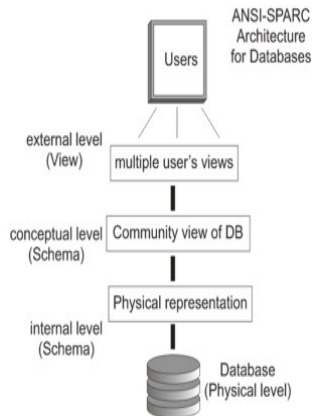 ANSI-SPARC
Architecture
for Databases
Users
external level
(View)
multiple user's views
conceptual level
(Schema)
Community view of DB
Physical representation
internal level
(Schema)
Database
(Physical level)